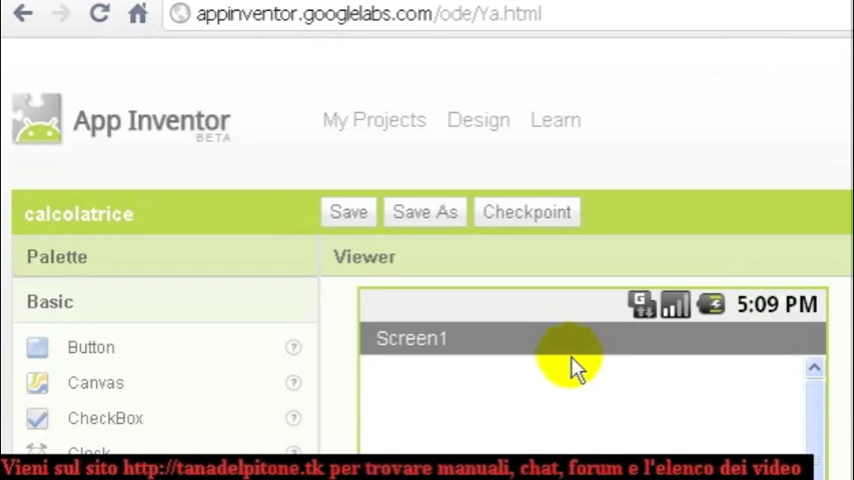 appinventor.googlelabs.com/ode/Ya.html
App Inventor
BETA
My Projects Design Learn
calcolatrice
Save Save As Checkpoint
Palette
Viewer
Basic
G 5:09 PM
Screen1
Button ?
Canvas ?
CheckBox ?
Clock
Vieni sul sito http://tanadelpitone.tk per trovare manuali, chat, forum e l'elenco dei video